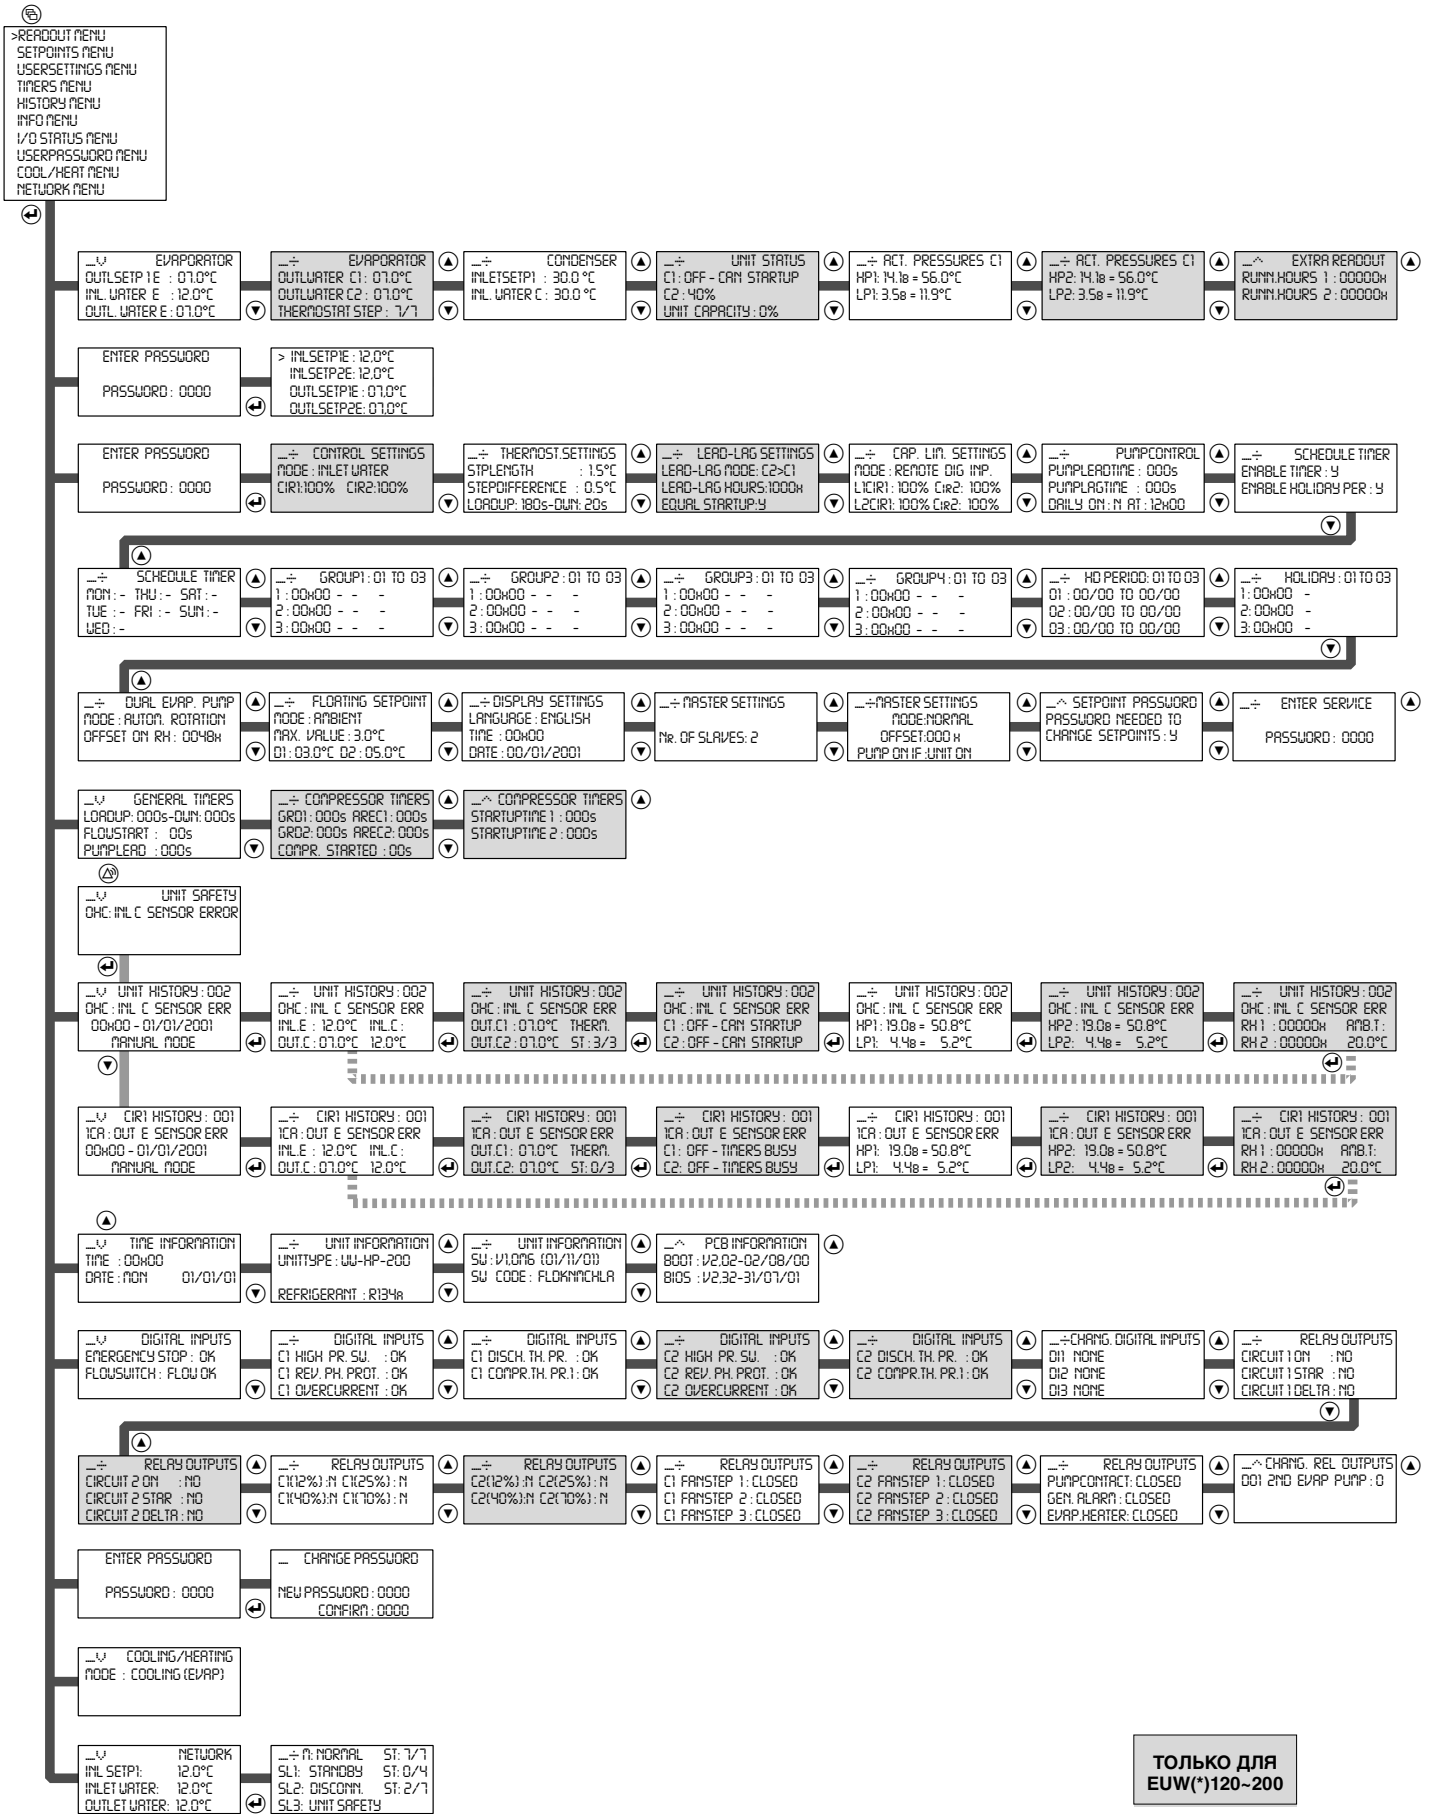 >READOUT MENU
SETPOINTS MENU
USERSETTINGS MENU
TIMERS MENU
HISTORY MENU
INFO MENU
I/O STATUS MENU
USERPASSWORD MENU
COOL/HEAT MENU
NETWORK MENU
_v EVAPORATOR
OUTLSETP1E : 07.0°C
INL. WATER E : 12.0°C
OUTL. WATER E : 07.0°C
_÷ EVAPORATOR
OUTLWATER C1 : 07.0°C
OUTLWATER C2 : 07.0°C
THERMOSTAT STEP : 7/7
_÷ CONDENSER
INLETSETP1 : 30.0 °C
INL. WATER C : 30.0 °C
_÷ UNIT STATUS
C1 : OFF - CAN STARTUP
C2 : 40%
UNIT CAPACITY : 0%
_÷ ACT. PRESSURES C1
HP1: 14.1B = 56.0°C
LP1: 3.5B = 11.9°C
_÷ ACT. PRESSURES C1
HP2: 14.1B = 56.0°C
LP2: 3.5B = 11.9°C
_^ EXTRA READOUT
RUNN.HOURS 1 : 00000H
RUNN.HOURS 2 : 00000H
ENTER PASSWORD
PASSWORD : 0000
> INLSETP1E : 12,0°C
INLSETP2E: 12,0°C
OUTLSETP1E : 07,0°C
OUTLSETP2E: 07,0°C
ENTER PASSWORD
PASSWORD : 0000
_÷ CONTROL SETTINGS
MODE : INLET WATER
CIR1:100% CIR2:100%
_÷ THERMOST.SETTINGS
STPLENGTH : 1.5°C
STEPDIFFERENCE : 0.5°C
LOADUP: 180s-DWN: 20s
_÷ LEAD-LAG SETTINGS
LEAD-LAG MODE: C2>C1
LEAD-LAG HOURS:1000H
EQUAL STARTUP:Y
_÷ CAP. LIM. SETTINGS
MODE : REMOTE DIG INP.
L1CIR1 : 100% CIR2: 100%
L2CIR1: 100% CIR2: 100%
_÷ PUMPCONTROL
PUMPLEADTIME : 000s
PUMPLAGTIME : 000s
DAILY ON : N AT : 12H00
_÷ SCHEDULE TIMER
ENABLE TIMER : Y
ENABLE HOLIDAY PER : Y
_÷ SCHEDULE TIMER
MON : - THU : - SAT : -
TUE : - FRI : - SUN : -
WED : -
_÷ GROUP1 : 01 TO 03
1 : 00H00 - - -
2 : 00H00 - - -
3 : 00H00 - - -
_÷ GROUP2 : 01 TO 03
1 : 00H00 - - -
2 : 00H00 - - -
3 : 00H00 - - -
_÷ GROUP3 : 01 TO 03
1 : 00H00 - - -
2 : 00H00 - - -
3 : 00H00 - - -
_÷ GROUP4 : 01 TO 03
1 : 00H00 - - -
2 : 00H00 - - -
3 : 00H00 - - -
_÷ HD PERIOD: 01 TO 03
01 : 00/00 TO 00/00
02 : 00/00 TO 00/00
03 : 00/00 TO 00/00
_÷ HOLIDAY : 01 TO 03
1: 00H00 -
2: 00H00 -
3: 00H00 -
_÷ DUAL EVAP. PUMP
MODE : AUTOM. ROTATION
OFFSET ON RH : 0048H
_÷ FLOATING SETPOINT
MODE : AMBIENT
MAX. VALUE : 3.0°C
D1 : 03.0°C D2 : 05.0°C
_÷ DISPLAY SETTINGS
LANGUAGE : ENGLISH
TIME : 00H00
DATE : 00/01/2001
_÷ MASTER SETTINGS
NR. OF SLAVES: 2
_÷MASTER SETTINGS
MODE:NORMAL
OFFSET:000 H
PUMP ON IF :UNIT ON
_^ SETPOINT PASSWORD
PASSWORD NEEDED TO
CHANGE SETPOINTS : Y
_÷ ENTER SERVICE
PASSWORD : 0000
_v GENERAL TIMERS
LOADUP: 000s-DWN: 000s
FLOWSTART : 00s
PUMPLEAD : 000s
_÷ COMPRESSOR TIMERS
GRD1 : 000s AREC1 : 000s
GRD2: 000s AREC2: 000s
COMPR. STARTED : 00s
_^ COMPRESSOR TIMERS
STARTUPTIME 1 : 000s
STARTUPTIME 2 : 000s
_v UNIT SAFETY
0HC: INL C SENSOR ERROR
_v UNIT HISTORY : 002
0HC : INL C SENSOR ERR
00H00 - 01/01/2001
MANUAL MODE
_÷ UNIT HISTORY : 002
0HC : INL C SENSOR ERR
INL.E : 12.0°C INL.C :
OUT.C : 07.0°C 12.0°C
_÷ UNIT HISTORY : 002
0HC : INL C SENSOR ERR
OUT.C1 : 07.0°C THERM.
OUT.C2 : 07.0°C ST : 3/3
_÷ UNIT HISTORY : 002
0HC : INL C SENSOR ERR
C1 : OFF - CAN STARTUP
C2 : OFF - CAN STARTUP
_÷ UNIT HISTORY : 002
0HC : INL C SENSOR ERR
HP1 : 19.0B = 50.8°C
LP1: 4.4B = 5.2°C
_÷ UNIT HISTORY : 002
0HC : INL C SENSOR ERR
HP2 : 19.0B = 50.8°C
LP2: 4.4B = 5.2°C
_÷ UNIT HISTORY : 002
0HC : INL C SENSOR ERR
RH 1 : 00000H AMB.T :
RH 2 : 00000H 20.0°C
_v CIR1 HISTORY : 001
1CA : OUT E SENSOR ERR
00H00 - 01/01/2001
MANUAL MODE
_÷ CIR1 HISTORY : 001
1CA : OUT E SENSOR ERR
INL.E : 12.0°C INL.C :
OUT.C : 07.0°C 12.0°C
_÷ CIR1 HISTORY : 001
1CA : OUT E SENSOR ERR
OUT.C1 : 07.0°C THERM.
OUT.C2: 07.0°C ST: 0/3
_÷ CIR1 HISTORY : 001
1CA : OUT E SENSOR ERR
C1 : OFF - TIMERS BUSY
C2: OFF - TIMERS BUSY
_÷ CIR1 HISTORY : 001
1CA : OUT E SENSOR ERR
HP1: 19.0B = 50.8°C
LP1: 4.4B = 5.2°C
_÷ CIR1 HISTORY : 001
1CA : OUT E SENSOR ERR
HP2: 19.0B = 50.8°C
LP2: 4.4B = 5.2°C
_÷ CIR1 HISTORY : 001
1CA : OUT E SENSOR ERR
RH 1 : 00000H AMB.T:
RH 2 : 00000H 20.0°C
_v TIME INFORMATION
TIME : 00H00
DATE : MON 01/01/01
_÷ UNIT INFORMATION
UNITTYPE : WW-HP-200
REFRIGERANT : R134A
_÷ UNIT INFORMATION
SW : V1,0M6 (01/11/01)
SW CODE : FLDKNMCHLA
_^ PCB INFORMATION
BOOT : V2,02-02/08/00
BIOS : V2,32-31/07/01
_v DIGITAL INPUTS
EMERGENCY STOP : OK
FLOWSWITCH : FLOW OK
_÷ DIGITAL INPUTS
C1 HIGH PR. SW. : OK
C1 REV. PH. PROT. : OK
C1 OVERCURRENT : OK
_÷ DIGITAL INPUTS
C1 DISCH. TH. PR. : OK
C1 COMPR.TH. PR.1 : OK
_÷ DIGITAL INPUTS
C2 HIGH PR. SW. : OK
C2 REV. PH. PROT. : OK
C2 OVERCURRENT : OK
_÷ DIGITAL INPUTS
C2 DISCH. TH. PR. : OK
C2 COMPR.TH. PR.1 : OK
_÷CHANG. DIGITAL INPUTS
DI1 NONE
DI2 NONE
DI3 NONE
_÷ RELAY OUTPUTS
CIRCUIT 1 ON : NO
CIRCUIT 1 STAR : NO
CIRCUIT 1 DELTA : NO
_÷ RELAY OUTPUTS
CIRCUIT 2 ON : NO
CIRCUIT 2 STAR : NO
CIRCUIT 2 DELTA : NO
_÷ RELAY OUTPUTS
C1(12%) : N C1(25%) : N
C1(40%):N C1(70%) : N
_÷ RELAY OUTPUTS
C2(12%) : N C2(25%) : N
C2(40%):N C2(70%) : N
_÷ RELAY OUTPUTS
C1 FANSTEP 1 : CLOSED
C1 FANSTEP 2 : CLOSED
C1 FANSTEP 3 : CLOSED
_÷ RELAY OUTPUTS
C2 FANSTEP 1 : CLOSED
C2 FANSTEP 2 : CLOSED
C2 FANSTEP 3 : CLOSED
_÷ RELAY OUTPUTS
PUMPCONTACT: CLOSED
GEN. ALARM : CLOSED
EVAP.HEATER: CLOSED
_^CHANG. REL OUTPUTS
DO1 2ND EVAP PUMP : 0
ENTER PASSWORD
PASSWORD : 0000
_ CHANGE PASSWORD
NEW PASSWORD : 0000
CONFIRM : 0000
_v COOLING/HEATING
MODE : COOLING (EVAP)
_v NETWORK
INL SETP1: 12.0°C
INLET WATER: 12.0°C
OUTLET WATER: 12.0°C
_÷ M: NORMAL ST: 7/7
SL1: STANDBY ST: 0/4
SL2: DISCONN. ST: 2/7
SL3: UNIT SAFETY
ТОЛЬКО ДЛЯ
EUW(*)120~200